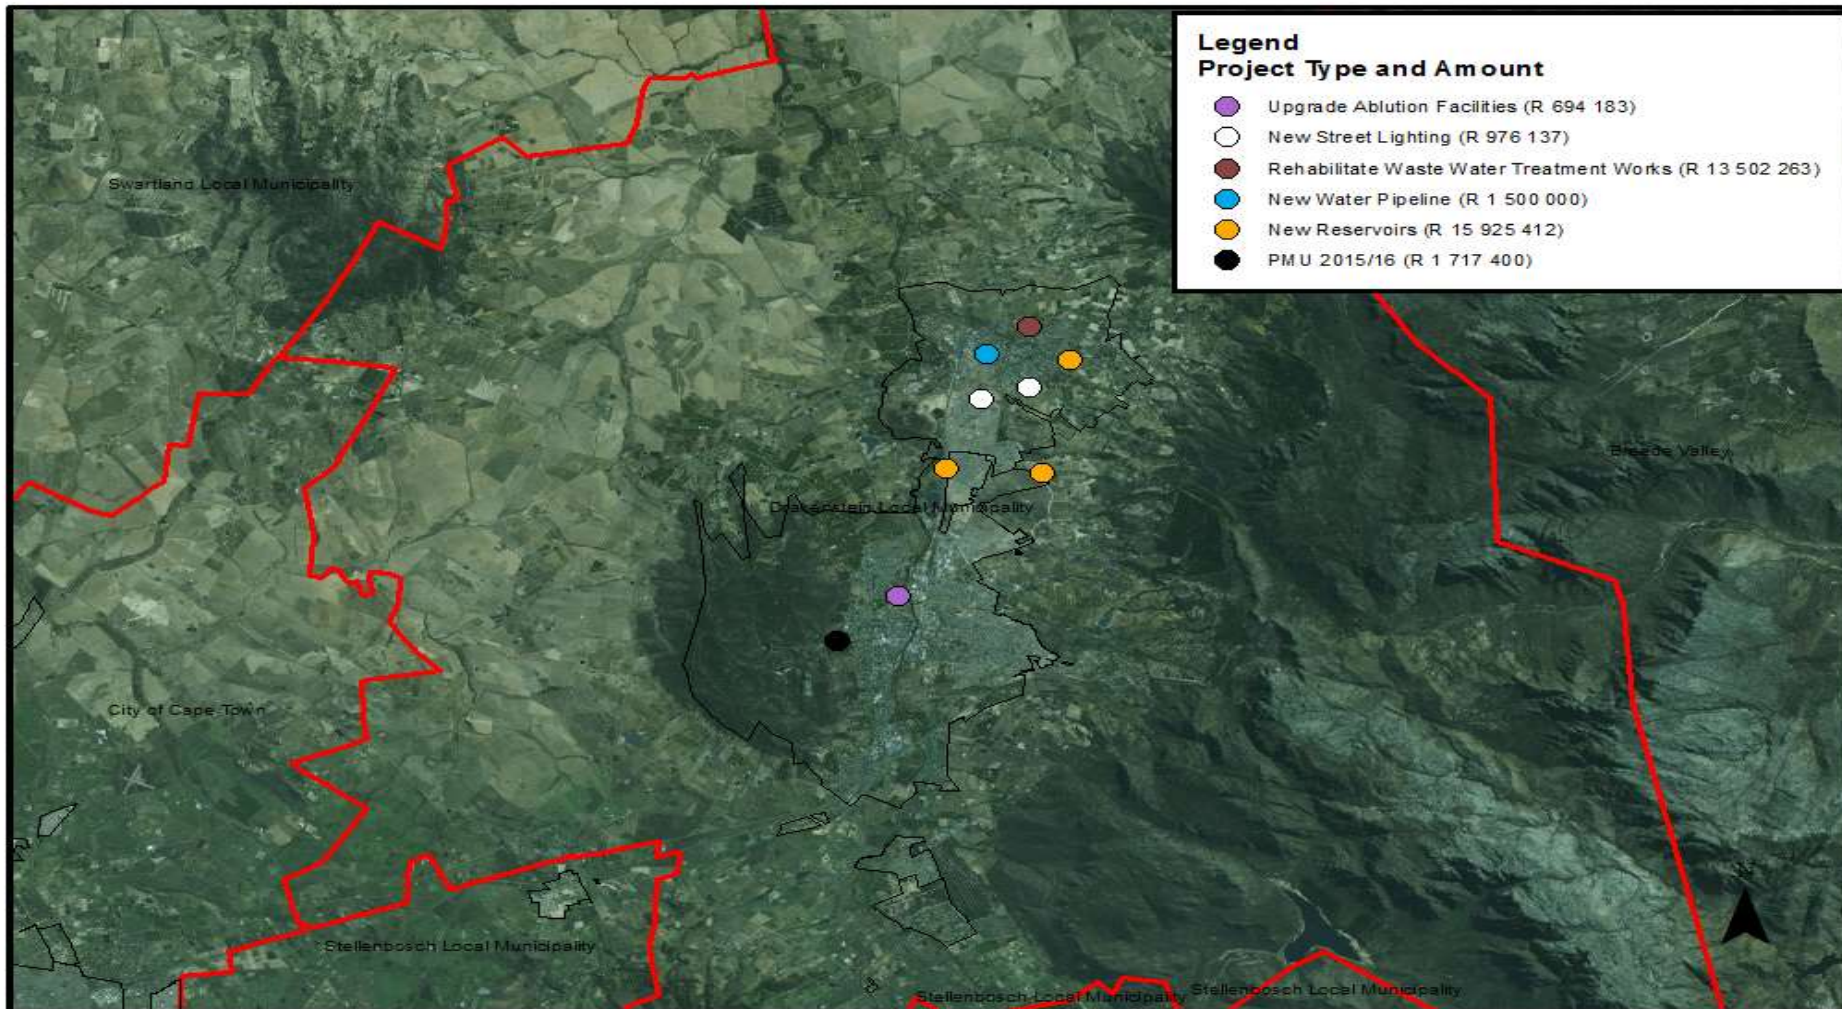 Legend
Project Type and Amount
Upgrade Ablution Facilities (R 694 183)
New Street Lighting (R 976 137)
Rehabilitate Waste Water Treatment Works (R 13 502 263)
New Water Pipeline (R 1 500 000)
New Reservoirs (R 15 925 412)
PMU 2015/16 (R 1 717 400)
Swartland Local Municipality
Breede Valley
Drakenstein Local Municipality
City of Cape Town
Stellenbosch Local Municipality
Stellenbosch Local Municipality
Stellenbosch Local Municipality